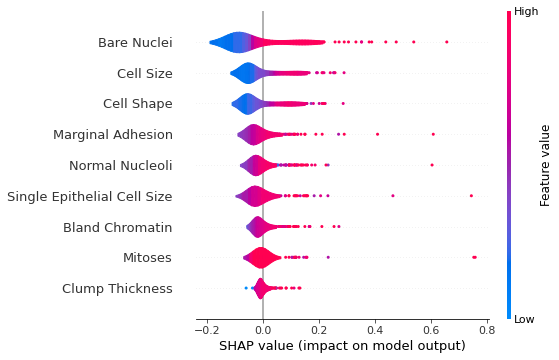 High
Bare Nuclei
Cell Size
Cell Shape
Marginal Adhesion
Normal Nucleoli
Single Epithelial Cell Size
Bland Chromatin
Mitoses
Clump Thickness
Feature value
Low
−0.2 0.0 0.2 0.4 0.6 0.8
SHAP value (impact on model output)